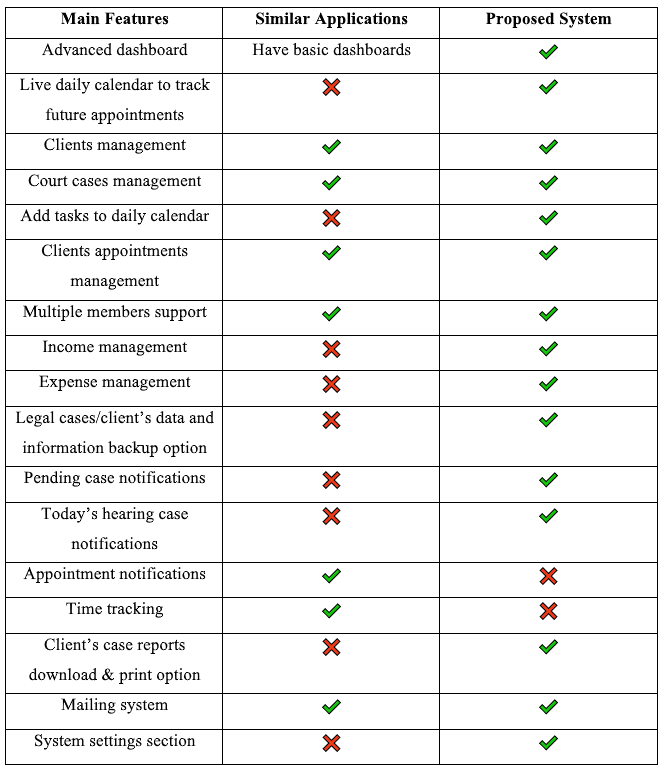 Main Features Similar Applications Proposed System
Advanced dashboard Have basic dashboards ✔
Live daily calendar to track ✖ ✔
future appointments
Clients management ✔ ✔
Court cases management ✔ ✔
Add tasks to daily calendar ✖ ✔
Clients appointments ✔ ✔
management
Multiple members support ✔ ✔
Income management ✖ ✔
Expense management ✖ ✔
Legal cases/client’s data and ✖ ✔
information backup option
Pending case notifications ✖ ✔
Today’s hearing case ✖ ✔
notifications
Appointment notifications ✔ ✖
Time tracking ✔ ✖
Client’s case reports ✖ ✔
download & print option
Mailing system ✔ ✔
System settings section ✖ ✔